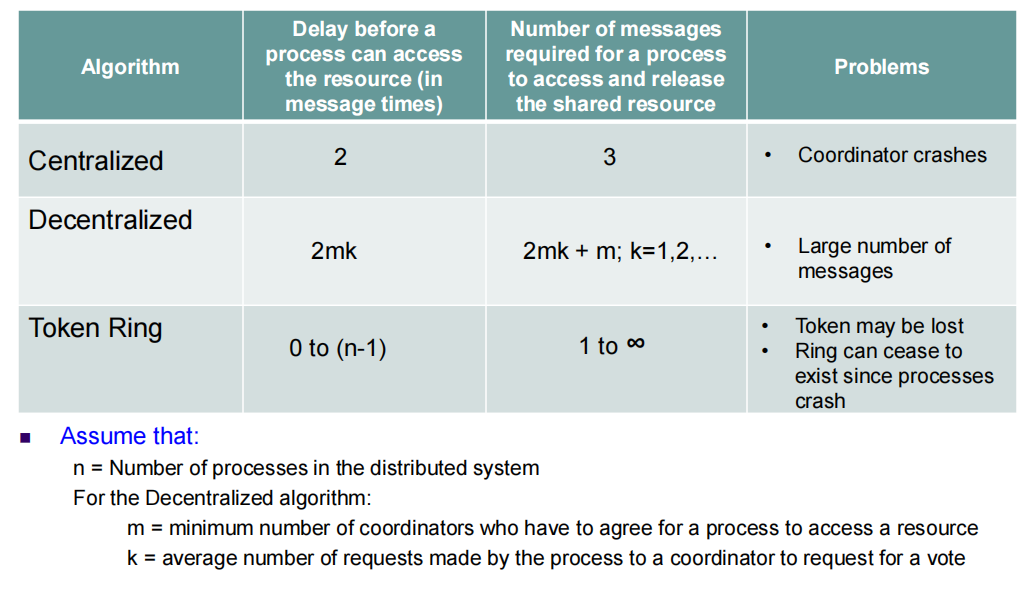 Algorithm
Delay before a
process can access
the resource (in
message times)
Number of messages
required for a process
to access and release
the shared resource
Problems
Centralized
2
3
• Coordinator crashes
Decentralized
2mk
2mk + m; k=1,2,…
• Large number of
messages
Token Ring
0 to (n-1)
1 to ∞
• Token may be lost
• Ring can cease to
exist since processes
crash
■ Assume that:
n = Number of processes in the distributed system
For the Decentralized algorithm:
m = minimum number of coordinators who have to agree for a process to access a resource
k = average number of requests made by the process to a coordinator to request for a vote